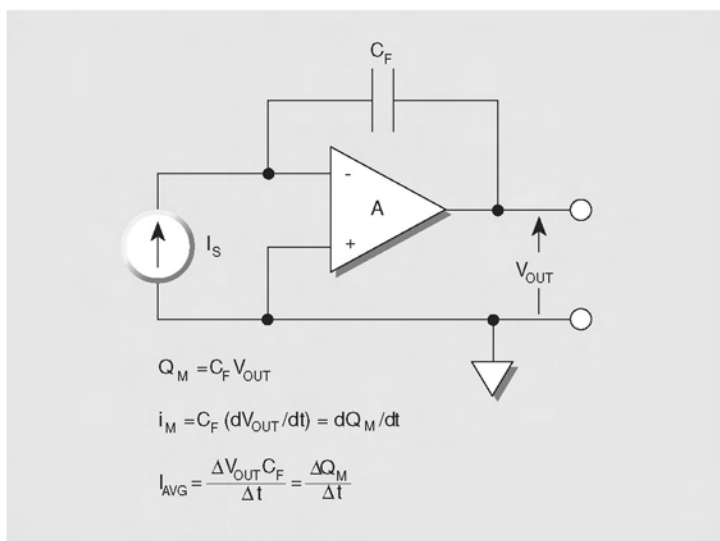 C_F
-
A
+
I_S
V_OUT
Q_M = C_F V_OUT
i_M = C_F (dV_OUT/dt) = dQ_M/dt
I_AVG = ΔV_OUT C_F / Δt = ΔQ_M / Δt